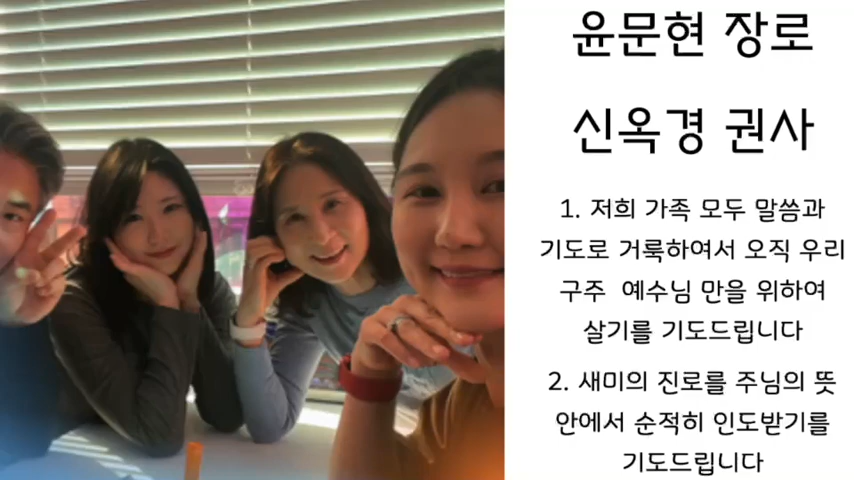 윤문현 장로
신옥경 권사
1. 저희 가족 모두 말씀과
기도로 거룩하여서 오직 우리
구주 예수님 만을 위하여
살기를 기도드립니다
2. 새미의 진로를 주님의 뜻
안에서 순적히 인도받기를
기도드립니다